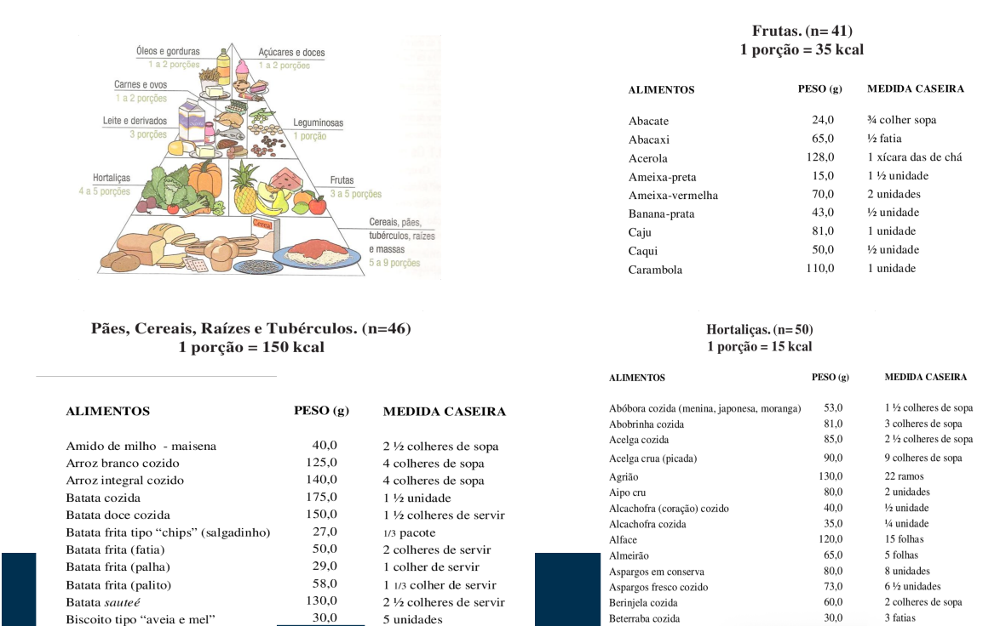 Óleos e gorduras
1 a 2 porções
Açúcares e doces
1 a 2 porções
Carnes e ovos
1 a 2 porções
Leite e derivados
3 porções
Leguminosas
1 porção
Hortaliças
4 a 5 porções
Frutas
3 a 5 porções
Cereal
Cereais, pães,
tubérculos, raízes
e massas
5 a 9 porções
Frutas. (n= 41)
1 porção = 35 kcal
ALIMENTOS PESO (g) MEDIDA CASEIRA
Abacate 24,0 ¾ colher sopa
Abacaxi 65,0 ½ fatia
Acerola 128,0 1 xícara das de chá
Ameixa-preta 15,0 1 ½ unidade
Ameixa-vermelha 70,0 2 unidades
Banana-prata 43,0 ½ unidade
Caju 81,0 1 unidade
Caqui 50,0 ½ unidade
Carambola 110,0 1 unidade
Pães, Cereais, Raízes e Tubérculos. (n=46)
1 porção = 150 kcal
ALIMENTOS PESO (g) MEDIDA CASEIRA
Amido de milho - maisena 40,0 2 ½ colheres de sopa
Arroz branco cozido 125,0 4 colheres de sopa
Arroz integral cozido 140,0 4 colheres de sopa
Batata cozida 175,0 1 ½ unidade
Batata doce cozida 150,0 1 ½ colheres de servir
Batata frita tipo “chips” (salgadinho) 27,0 1/3 pacote
Batata frita (fatia) 50,0 2 colheres de servir
Batata frita (palha) 29,0 1 colher de servir
Batata frita (palito) 58,0 1 1/3 colher de servir
Batata sauteé 130,0 2 ½ colheres de servir
Biscoito tipo “aveia e mel” 30,0 5 unidades
Hortaliças. (n= 50)
1 porção = 15 kcal
ALIMENTOS PESO (g) MEDIDA CASEIRA
Abóbora cozida (menina, japonesa, moranga) 53,0 1 ½ colheres de sopa
Abobrinha cozida 81,0 3 colheres de sopa
Acelga cozida 85,0 2 ½ colheres de sopa
Acelga crua (picada) 90,0 9 colheres de sopa
Agrião 130,0 22 ramos
Aipo cru 80,0 2 unidades
Alcachofra (coração) cozido 40,0 ½ unidade
Alcachofra cozida 35,0 ¼ unidade
Alface 120,0 15 folhas
Almeirão 65,0 5 folhas
Aspargos em conserva 80,0 8 unidades
Aspargos fresco cozido 73,0 6 ½ unidades
Berinjela cozida 60,0 2 colheres de sopa
Beterraba cozida 30,0 3 fatias